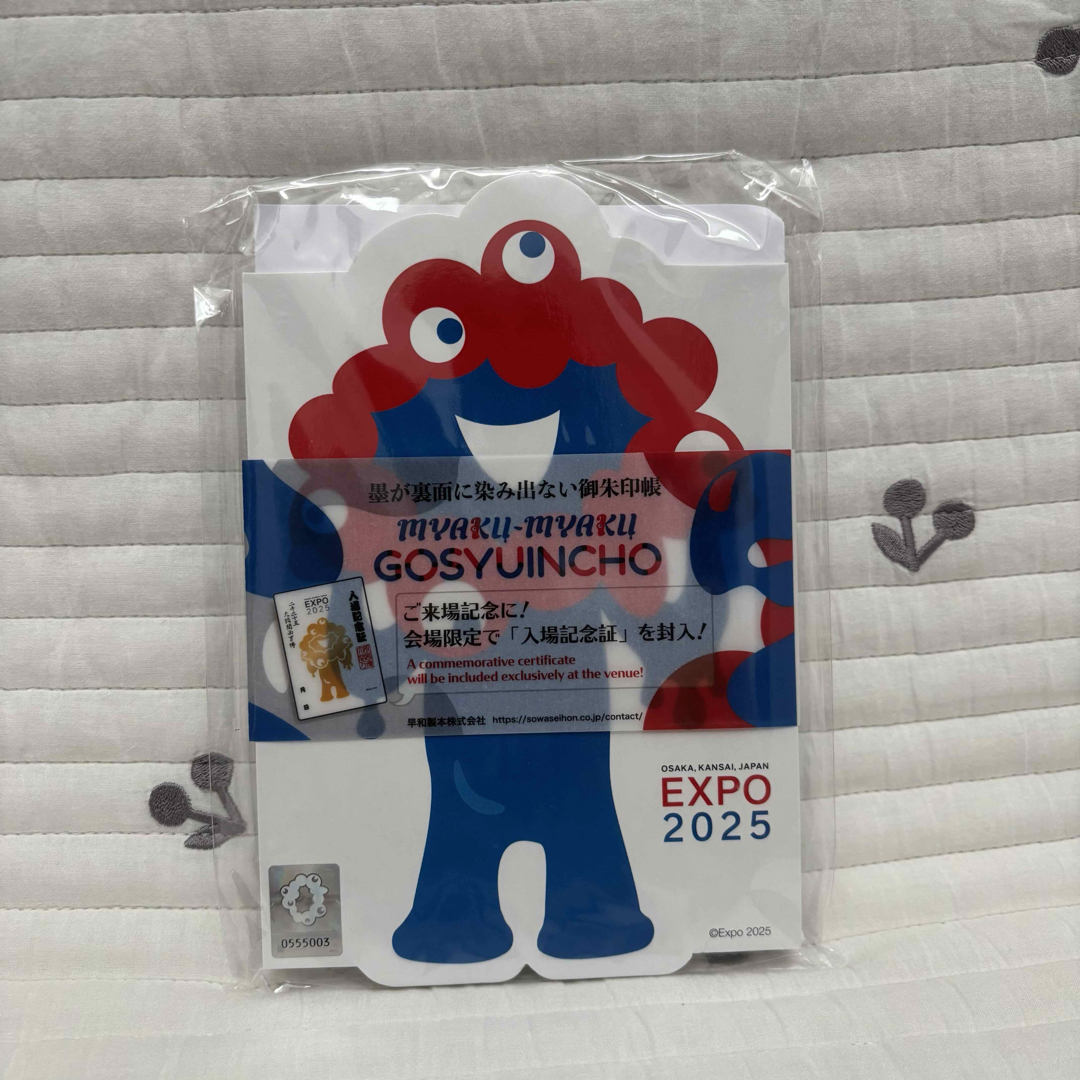 墨が裏面に染み出ない御朱印帳
MYAKU-MYAKU
GOSYUINCHO
EXPO
2025
入場記念証
ご来場記念に!
会場限定で「入場記念証」を封入!
A commemorative certificate
will be included exclusively at the venue!
月 日
早和製本株式会社 https://sowaseihon.co.jp/contact/
OSAKA, KANSAI, JAPAN
EXPO
2025
0555003
©Expo 2025